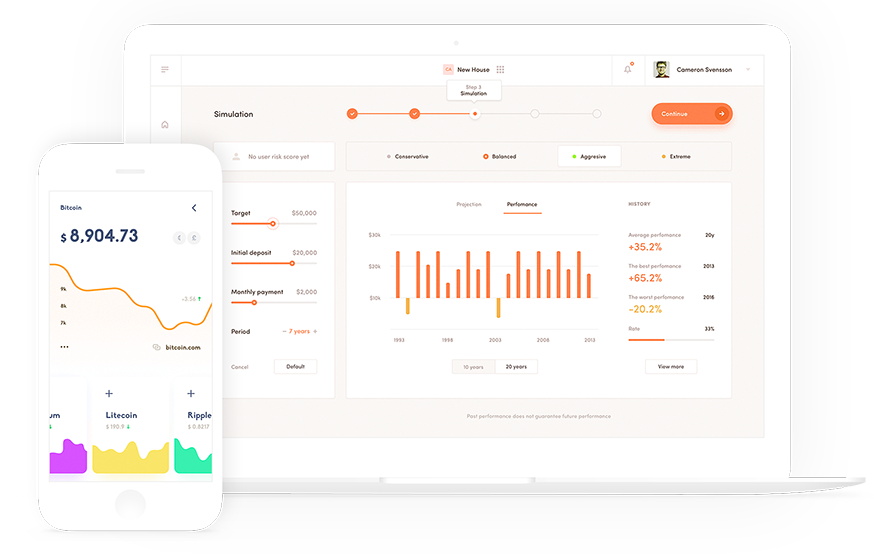 CA New House
Cameron Svensson
Step 3
Simulation
Simulation
Continue
No user risk score yet
Conservative
Balanced
Aggresive
Extreme
Target $50,000
Initial deposit $20,000
Monthly payment $2,000
Period − 7 years +
Cancel Default
Projection Perfomance
$30k
$20k
$10k
1993 1998 2003 2008 2013
10 years 20 years
HISTORY
Average perfomance 20y
+35.2%
The best perfomance 2013
+65.2%
The worst perfomance 2016
-20.2%
Rate 33%
View more
Past performance does not guarantee future performance
Bitcoin
$ 8,904.73
€ £
9k
8k
7k
+3.56
bitcoin.com
um
Litecoin
$ 190.9
Ripple
$ 0.8217